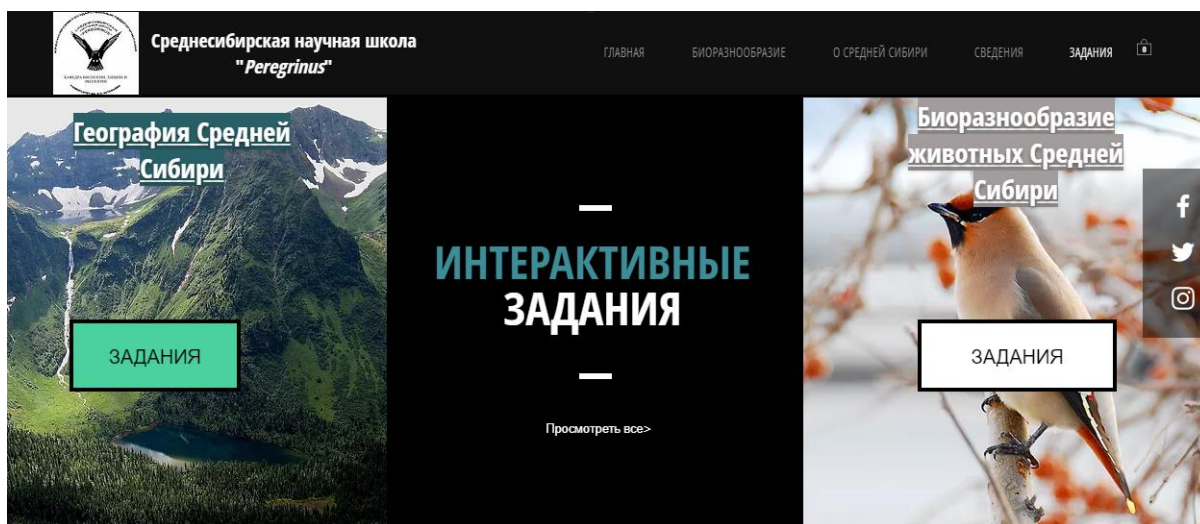 Среднесибирская научная школа
"Peregrinus"
ГЛАВНАЯ
БИОРАЗНООБРАЗИЕ
О СРЕДНЕЙ СИБИРИ
СВЕДЕНИЯ
ЗАДАНИЯ
0
География Средней
Сибири
ЗАДАНИЯ
ИНТЕРАКТИВНЫЕ
ЗАДАНИЯ
Просмотреть все>
Биоразнообразие
животных Средней
Сибири
ЗАДАНИЯ